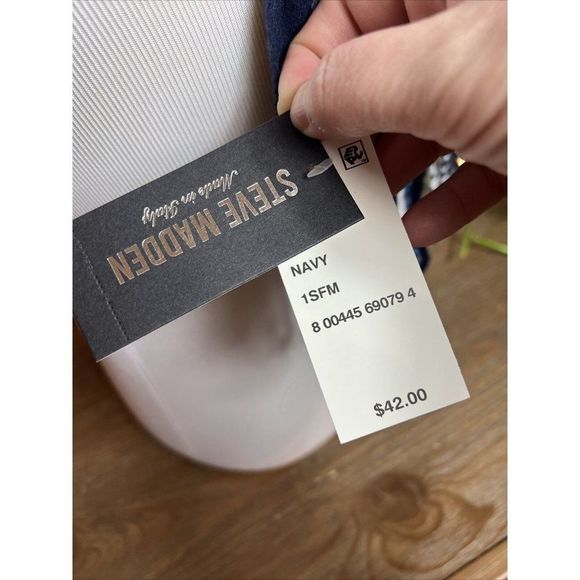 STEVE MADDEN
Made in Italy
NAVY
1SFM
8 00445 69079 4
$42.00